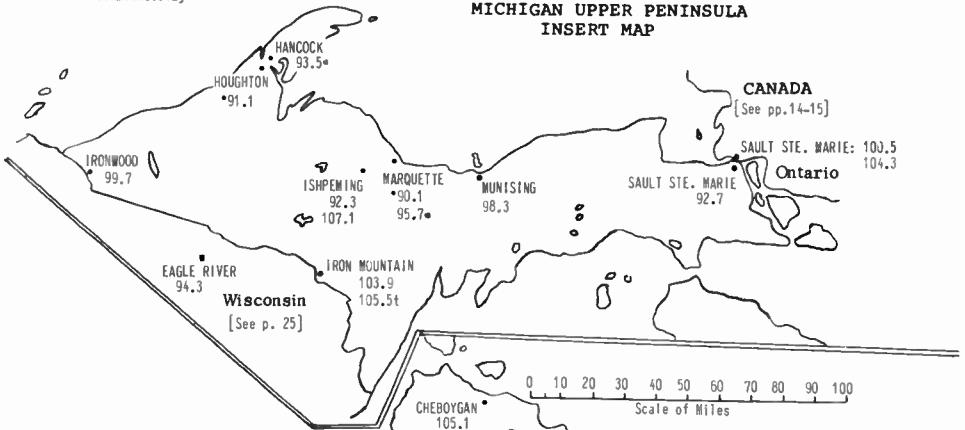 MICHIGAN UPPER PENINSULA
INSERT MAP
HANCOCK
93.5•
HOUGHTON
•91.1
CANADA
[See pp.14-15]
SAULT STE. MARIE: 100.5
104.3
Ontario
SAULT STE. MARIE
92.7
IRONWOOD
99.7
ISHPEMING
92.3
107.1
MARQUETTE
90.1
95.7•
MUNISING
98.3
EAGLE RIVER
94.3
Wisconsin
[See p. 25]
IRON MOUNTAIN
103.9
105.5t
0 10 20 30 40 50 60 70 80 90 100
Scale of Miles
CHEBOYGAN
105.1